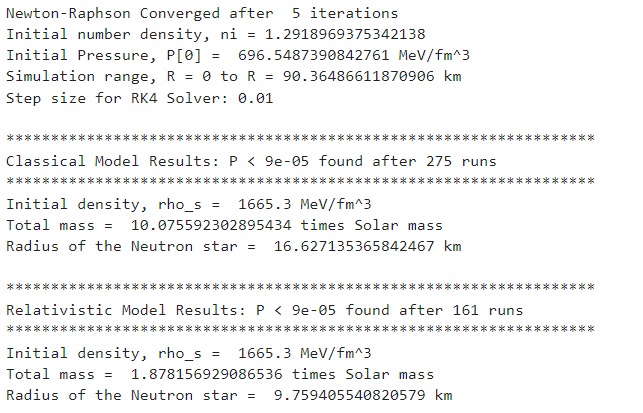 Newton-Raphson Converged after  5 iterations
Initial number density, ni = 1.2918969375342138
Initial Pressure, P[0] =  696.5487390842761 MeV/fm^3
Simulation range, R = 0 to R = 90.36486611870906 km
Step size for RK4 Solver: 0.01
******************************************************************
Classical Model Results: P < 9e-05 found after 275 runs
******************************************************************
Initial density, rho_s =  1665.3 MeV/fm^3
Total mass =  10.075592302895434 times Solar mass
Radius of the Neutron star =  16.627135365842467 km
******************************************************************
Relativistic Model Results: P < 9e-05 found after 161 runs
******************************************************************
Initial density, rho_s =  1665.3 MeV/fm^3
Total mass =  1.878156929086536 times Solar mass
Radius of the Neutron star =  9.759405540820579 km